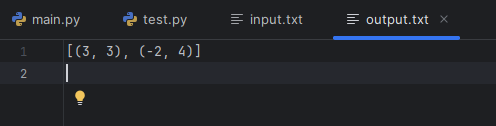 main.py test.py input.txt output.txt
1 [(3, 3), (-2, 4)]
2